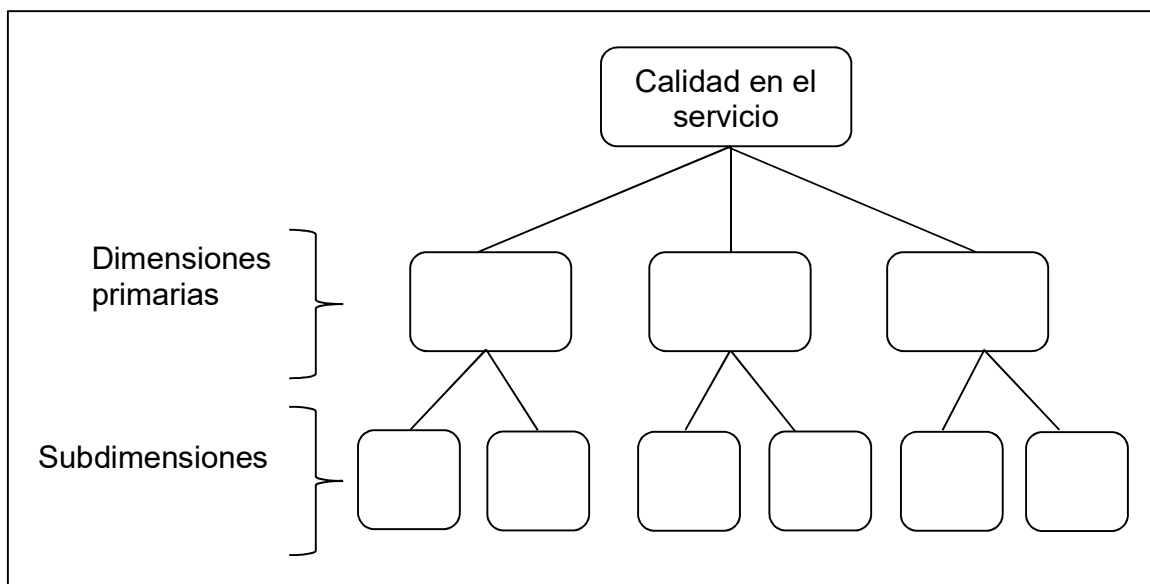 Calidad en el
servicio
Dimensiones
primarias
Subdimensiones